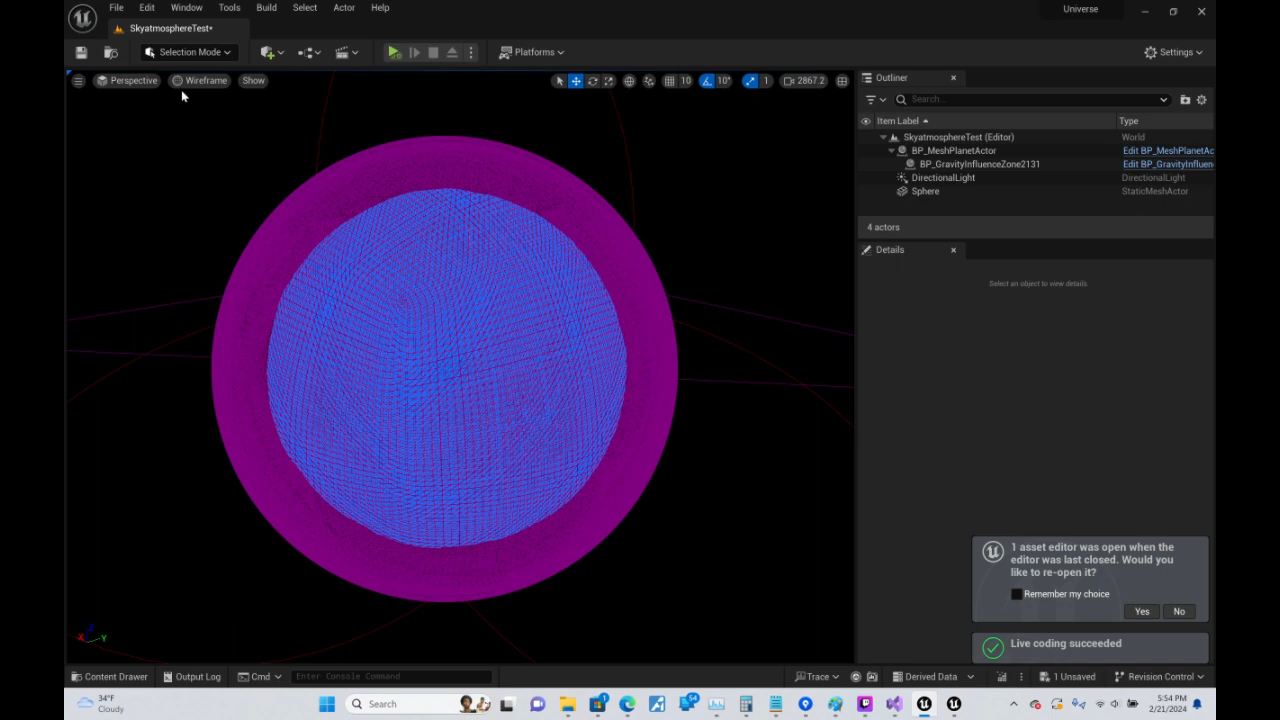 File Edit Window Tools Build Select Actor Help
Universe
SkyatmosphereTest*
Selection Mode
Platforms
Settings
Perspective
Wireframe
Show
10
10°
1
2867.2
Outliner
Search...
Item Label
Type
SkyatmosphereTest (Editor)
World
BP_MeshPlanetActor
Edit BP_MeshPlanetAc
BP_GravityInfluenceZone2131
Edit BP_GravityInfluen
DirectionalLight
DirectionalLight
Sphere
StaticMeshActor
4 actors
Details
Select an object to view details.
1 asset editor was open when the
editor was last closed. Would you
like to re-open it?
Remember my choice
Yes
No
Live coding succeeded
Z
X
Y
Content Drawer
Output Log
Cmd
Enter Console Command
Trace
Derived Data
1 Unsaved
Revision Control
34°F
Cloudy
Search
54
5:54 PM
2/21/2024